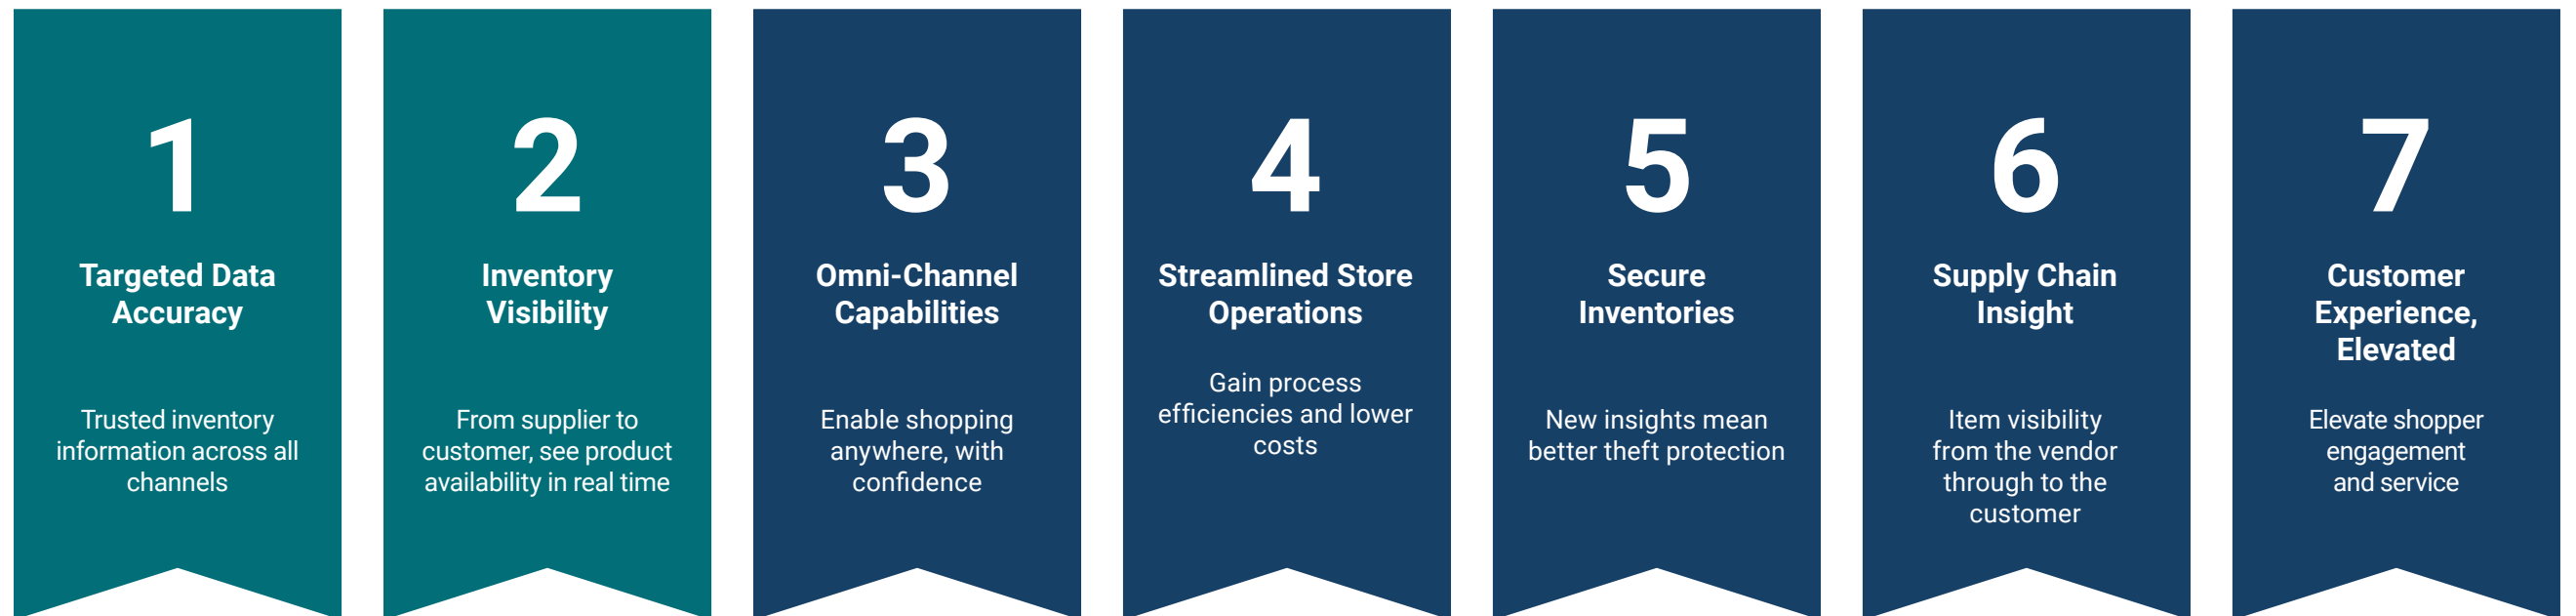 1
Targeted Data
Accuracy
Trusted inventory
information across all
channels
2
Inventory
Visibility
From supplier to
customer, see product
availability in real time
3
Omni-Channel
Capabilities
Enable shopping
anywhere, with
confidence
4
Streamlined Store
Operations
Gain process
efficiencies and lower
costs
5
Secure
Inventories
New insights mean
better theft protection
6
Supply Chain
Insight
Item visibility
from the vendor
through to the
customer
7
Customer
Experience,
Elevated
Elevate shopper
engagement
and service